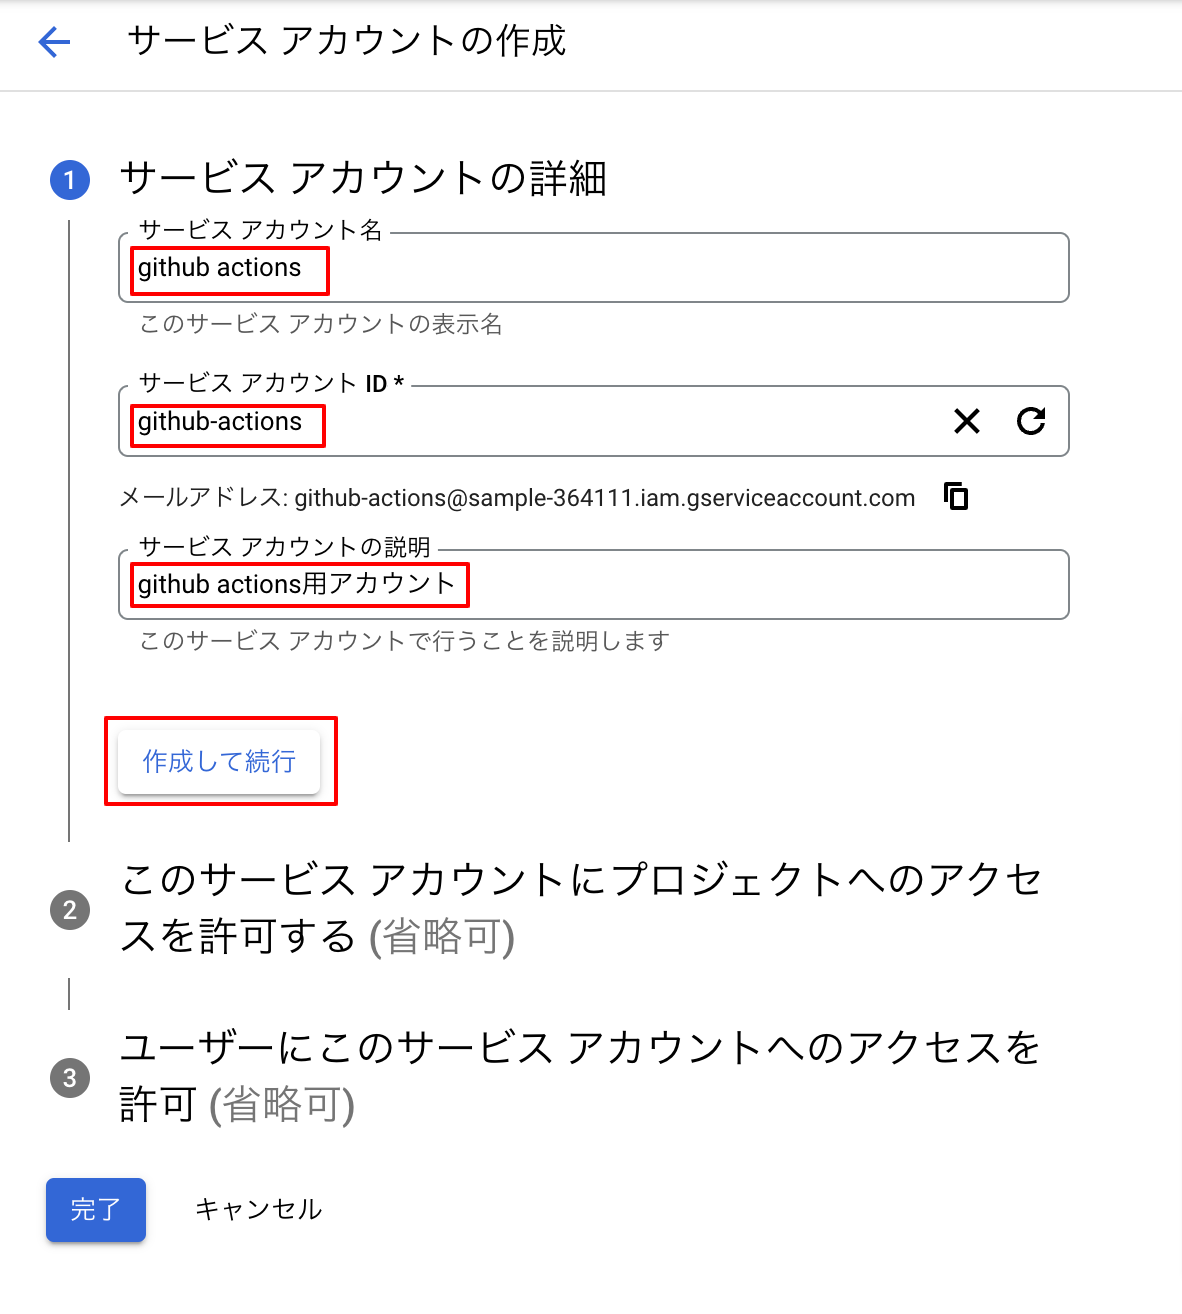 サービス アカウントの作成
1 サービス アカウントの詳細
サービス アカウント名
github actions
このサービス アカウントの表示名
サービス アカウント ID *
github-actions
メールアドレス: github-actions@sample-364111.iam.gserviceaccount.com
サービス アカウントの説明
github actions用アカウント
このサービス アカウントで行うことを説明します
作成して続行
2 このサービス アカウントにプロジェクトへのアクセ
スを許可する (省略可)
3 ユーザーにこのサービス アカウントへのアクセスを
許可 (省略可)
完了 キャンセル